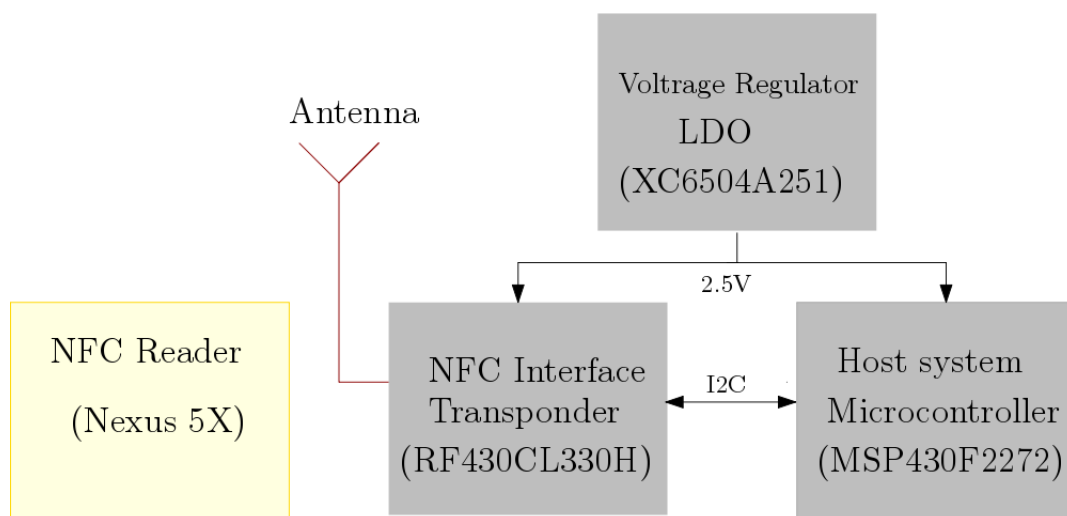 Voltrage Regulator
LDO
(XC6504A251)
Antenna
2.5V
NFC Reader
(Nexus 5X)
NFC Interface
Transponder
(RF430CL330H)
I2C
Host system
Microcontroller
(MSP430F2272)